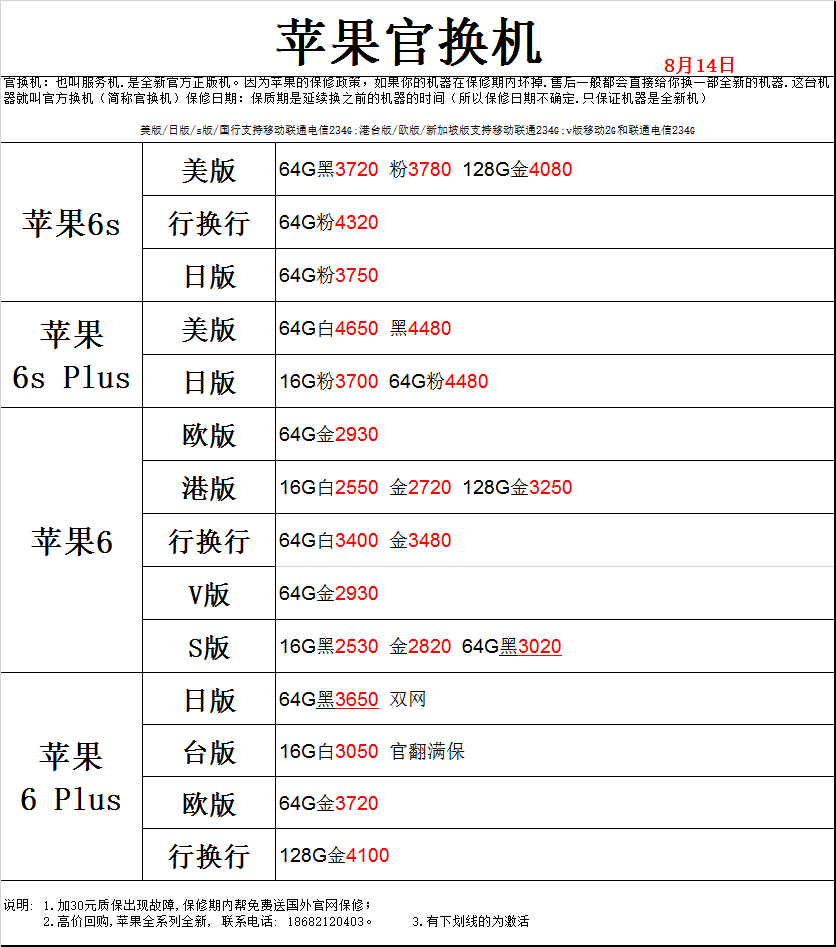 苹果官换机
8月14日
官换机：也叫服务机.是全新官方正版机。因为苹果的保修政策，如果你的机器在保修期内坏掉.售后一般都会直接给你换一部全新的机器.这台机
器就叫官方换机（简称官换机）保修日期：保质期是延续换之前的机器的时间（所以保修日期不确定.只保证机器是全新机）
美版/日版/s版/国行支持移动联通电信234G;港台版/欧版/新加坡版支持移动联通234G;v版移动2G和联通电信234G
苹果6s
美版 64G黑3720 粉3780 128G金4080
行换行 64G粉4320
日版 64G粉3750
苹果
6s Plus
美版 64G白4650 黑4480
日版 16G粉3700 64G粉4480
苹果6
欧版 64G金2930
港版 16G白2550 金2720 128G金3250
行换行 64G白3400 金3480
V版 64G金2930
S版 16G黑2530 金2820 64G黑3020
苹果
6 Plus
日版 64G黑3650 双网
台版 16G白3050 官翻满保
欧版 64G金3720
行换行 128G金4100
说明: 1.加30元质保出现故障,保修期内帮免费送国外官网保修；
2.高价回购,苹果全系列全新, 联系电话: 18682120403。 3.有下划线的为激活